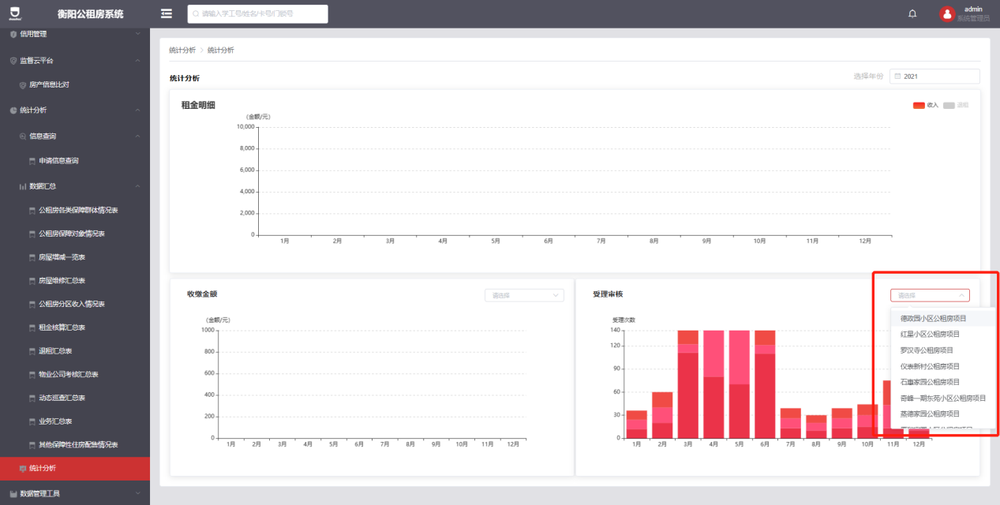 衡阳公租房系统
请输入学工号/姓名/卡号/门锁号
admin
系统管理员
信用管理
监督云平台
房产信息比对
统计分析
信息查询
申请信息查询
数据汇总
公租房各类保障群体情况表
公租房保障对象情况表
房屋增减一览表
房屋维修汇总表
公租房分区收入情况表
租金核算汇总表
退租汇总表
物业公司考核汇总表
动态巡查汇总表
业务汇总表
其他保障性住房配售情况表
统计分析
数据管理工具
统计分析 > 统计分析
统计分析
选择年份
2021
租金明细
收入
退租
(金额/元)
10,000
8,000
6,000
4,000
2,000
0
1月 2月 3月 4月 5月 6月 7月 8月 9月 10月 11月 12月
收缴金额
请选择
(金额/元)
1000
800
600
400
200
0
1月 2月 3月 4月 5月 6月 7月 8月 9月 10月 11月 12月
受理审核
请选择
受理次数
140
120
90
60
30
0
1月 2月 3月 4月 5月 6月 7月 8月 9月 10月 11月 12月
德政园小区公租房项目
红星小区公租房项目
罗汉寺公租房项目
仪表新村公租房项目
石鼓家园公租房项目
奇峰一期东苑小区公租房项目
蒸德家园公租房项目